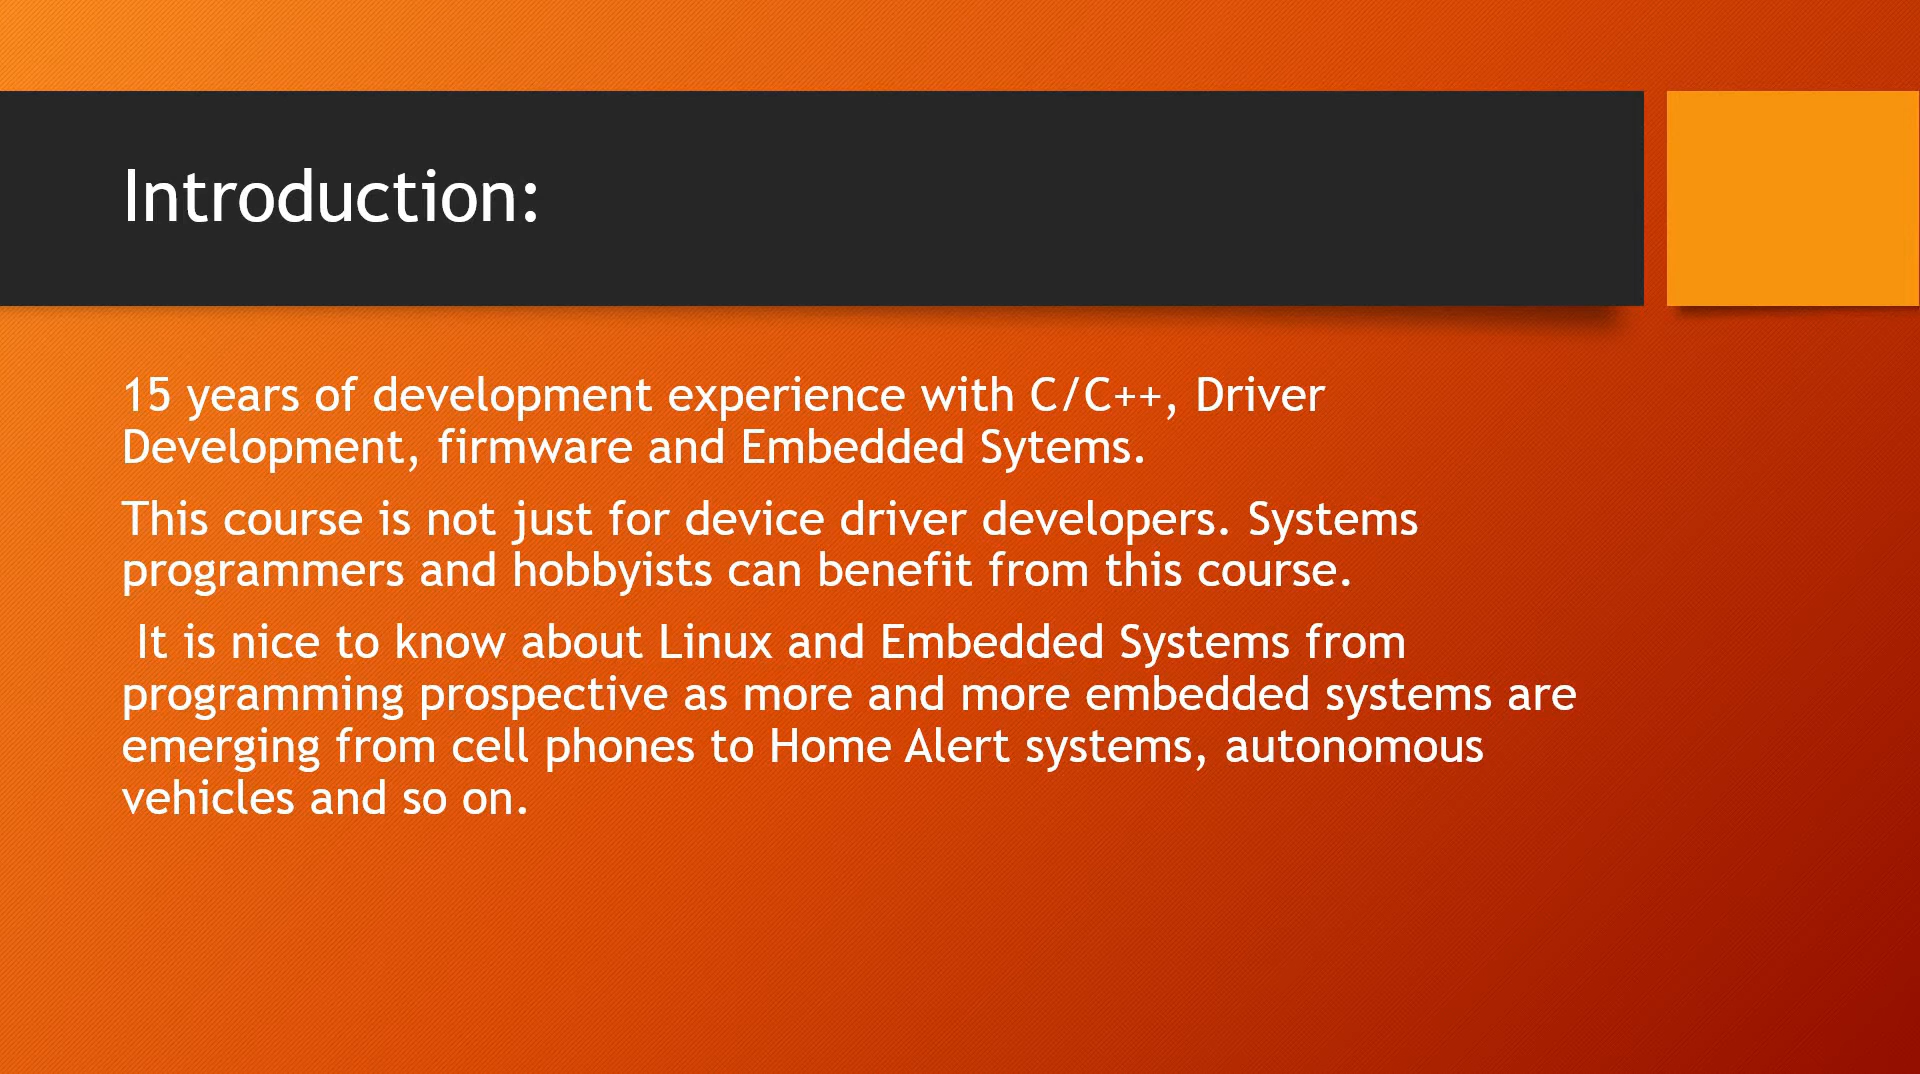 Introduction:
15 years of development experience with C/C++, Driver
Development, firmware and Embedded Sytems.
This course is not just for device driver developers. Systems
programmers and hobbyists can benefit from this course.
It is nice to know about Linux and Embedded Systems from
programming prospective as more and more embedded systems are
emerging from cell phones to Home Alert systems, autonomous
vehicles and so on.